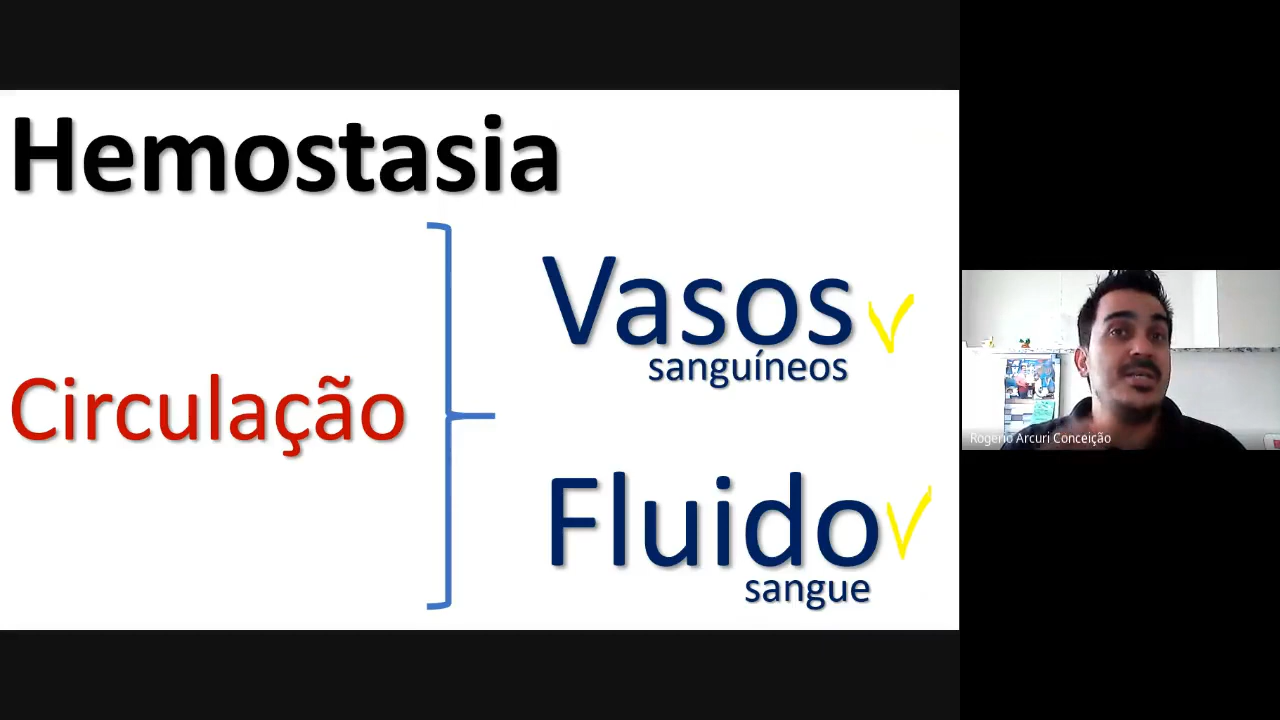 Hemostasia
Vasos
sanguíneos
Circulação
Fluido
sangue
Rogerio Arcuri Conceição